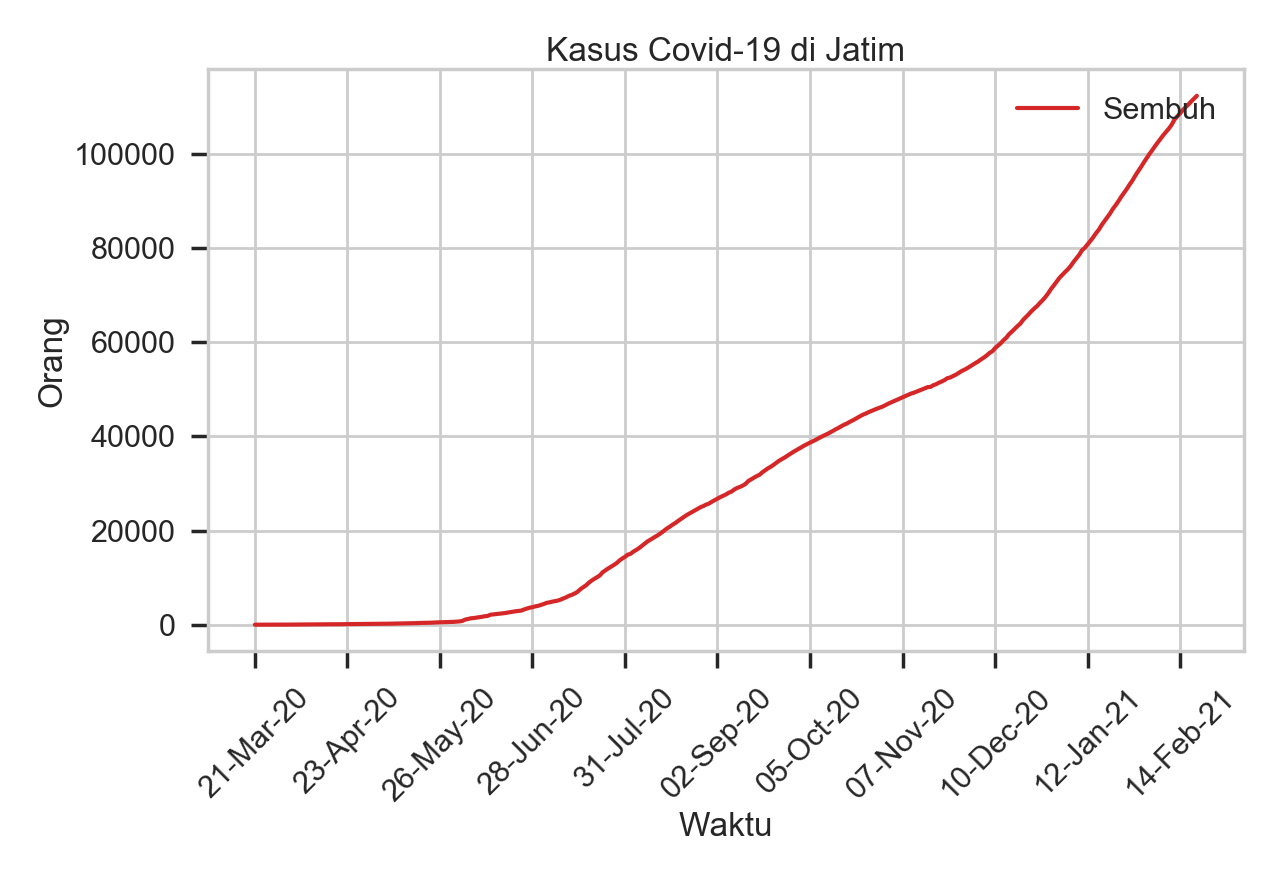 Kasus Covid-19 di Jatim
Sembuh
Orang
100000
80000
60000
40000
20000
0
21-Mar-20
23-Apr-20
26-May-20
28-Jun-20
31-Jul-20
02-Sep-20
05-Oct-20
07-Nov-20
10-Dec-20
12-Jan-21
14-Feb-21
Waktu